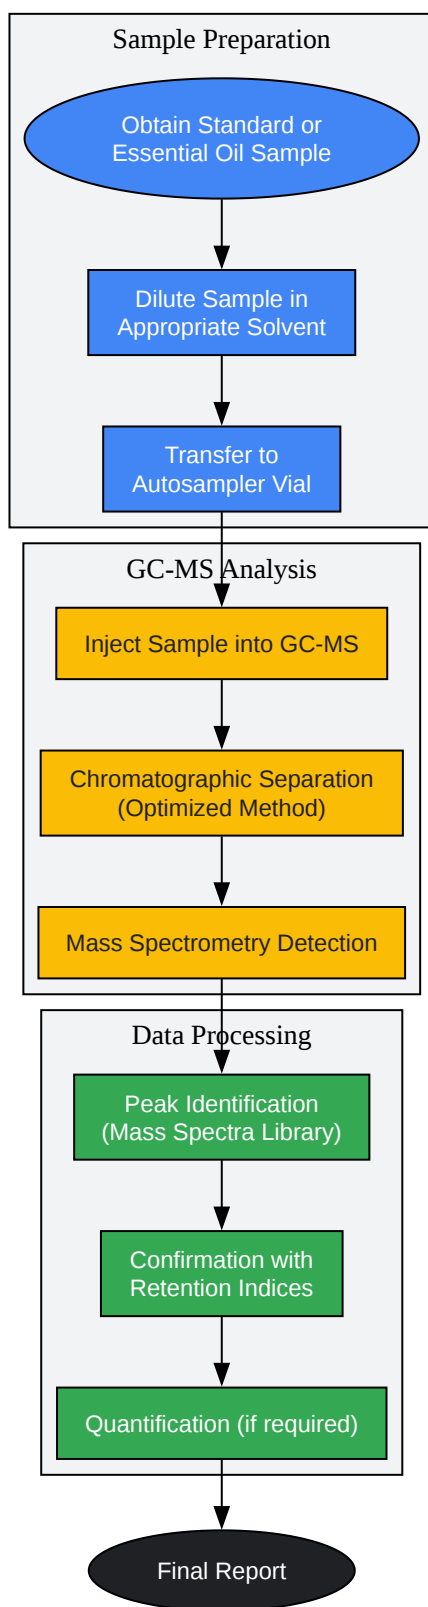 Sample Preparation
Obtain Standard or
Essential Oil Sample
Dilute Sample in
Appropriate Solvent
Transfer to
Autosampler Vial
GC-MS Analysis
Inject Sample into GC-MS
Chromatographic Separation
(Optimized Method)
Mass Spectrometry Detection
Data Processing
Peak Identification
(Mass Spectra Library)
Confirmation with
Retention Indices
Quantification (if required)
Final Report